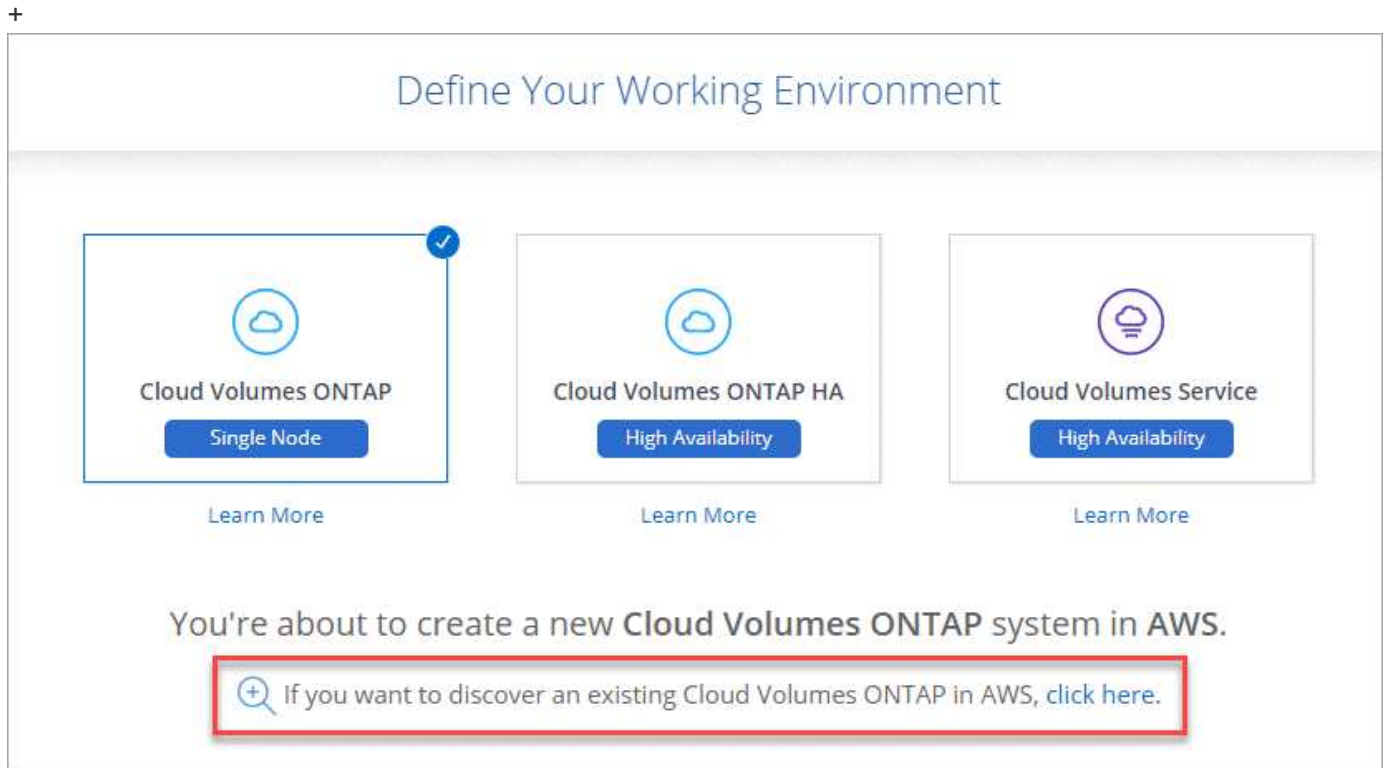 +
Define Your Working Environment
Cloud Volumes ONTAP
Single Node
Learn More
Cloud Volumes ONTAP HA
High Availability
Learn More
Cloud Volumes Service
High Availability
Learn More
You're about to create a new Cloud Volumes ONTAP system in AWS.
If you want to discover an existing Cloud Volumes ONTAP in AWS, click here.